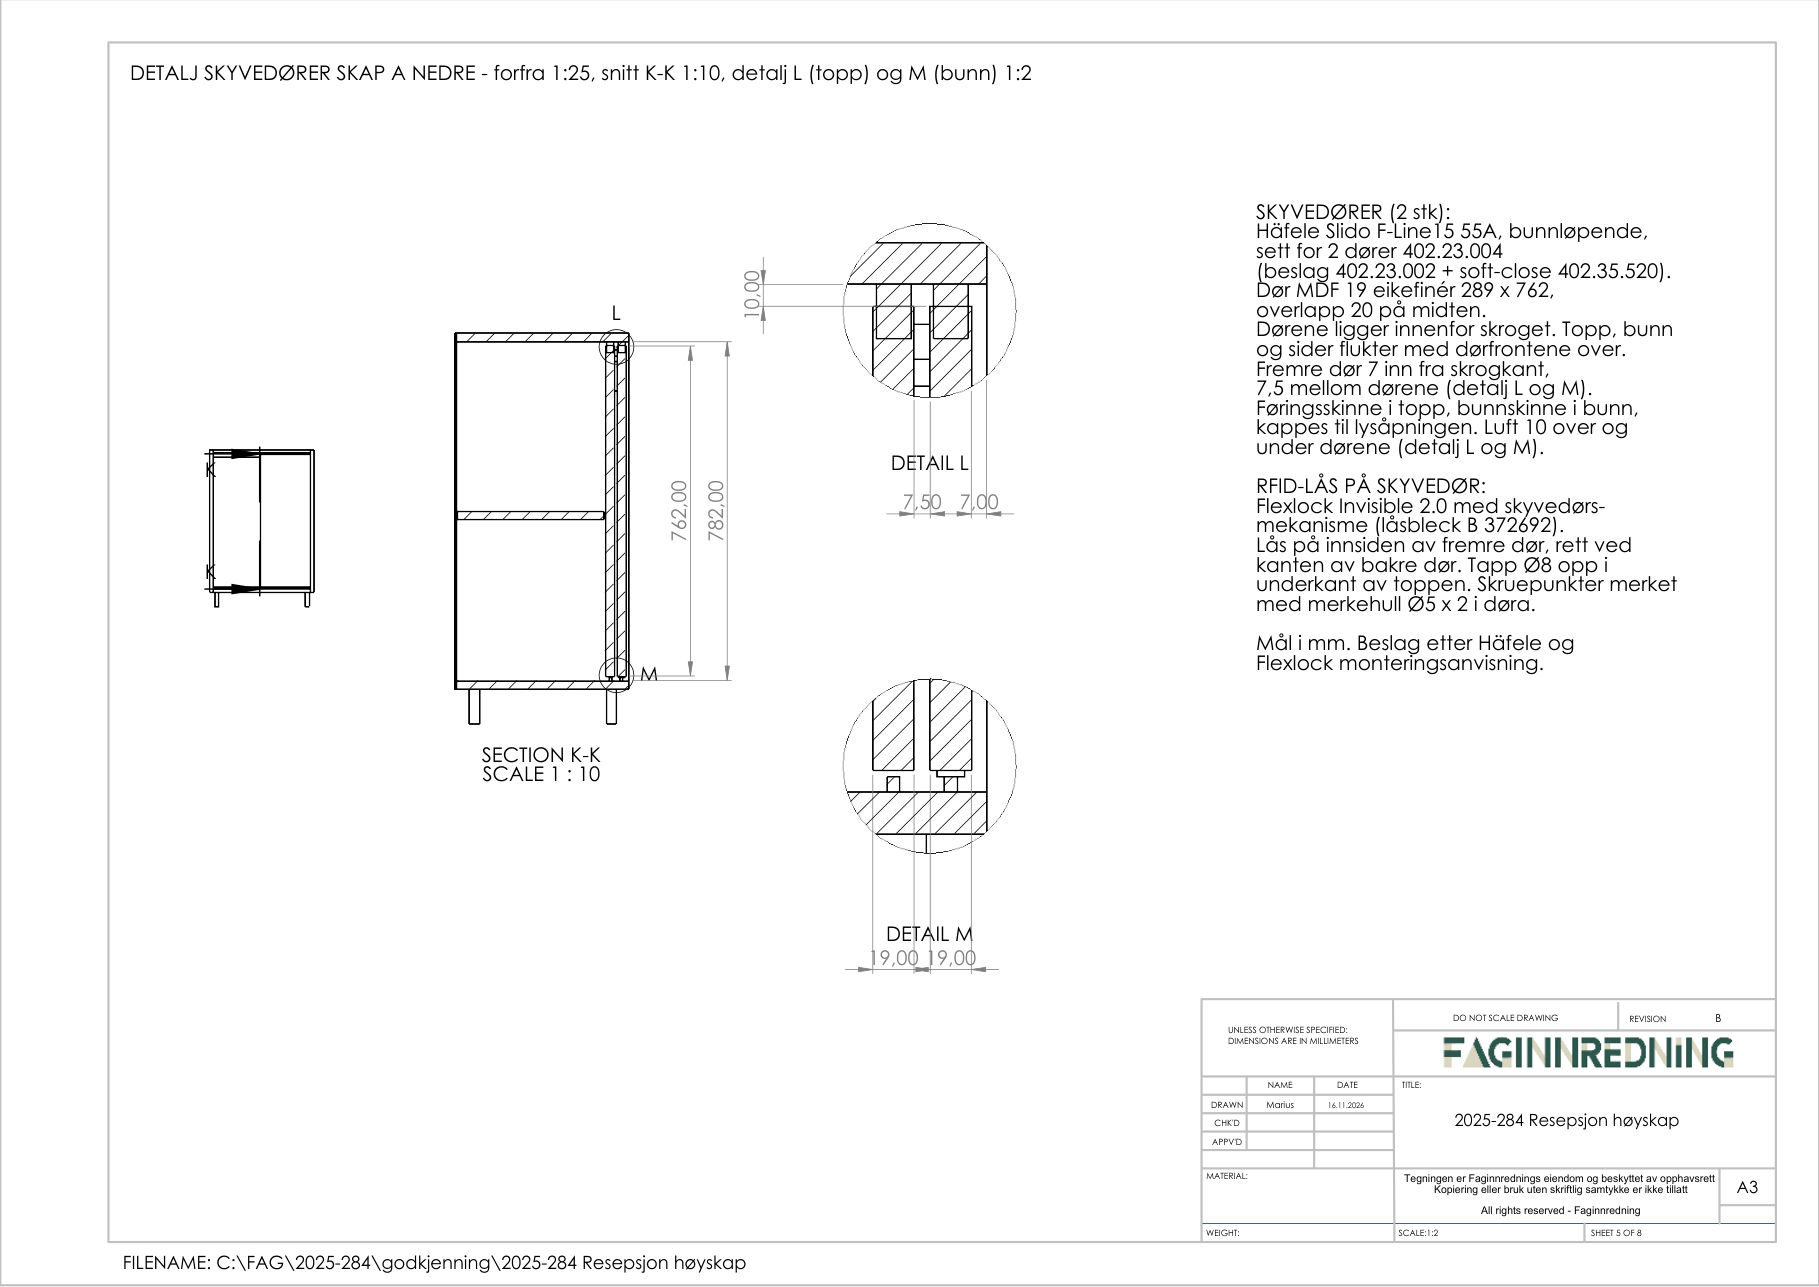 DETALJ SKYVEDØRER SKAP A NEDRE - forfra 1:25, snitt K-K 1:10, detalj L (topp) og M (bunn) 1:2
SKYVEDØRER (2 stk):
Häfele Slido F-Line15 55A, bunnløpende,
sett for 2 dører 402.23.004
(beslag 402.23.002 + soft-close 402.35.520).
Dør MDF 19 eikefinér 289 x 762,
overlapp 20 på midten.
Dørene ligger innenfor skroget. Topp, bunn
og sider flukter med dørfrontene over.
Fremre dør 7 inn fra skrogkant,
7,5 mellom dørene (detalj L og M).
Føringsskinne i topp, bunnskinne i bunn,
kappes til lysåpningen. Luft 10 over og
under dørene (detalj L og M).
RFID-LÅS PÅ SKYVEDØR:
Flexlock Invisible 2.0 med skyvedørs-
mekanisme (låsbleck B 372692).
Lås på innsiden av fremre dør, rett ved
kanten av bakre dør. Tapp Ø8 opp i
underkant av toppen. Skruepunkter merket
med merkehull Ø5 x 2 i døra.
Mål i mm. Beslag etter Häfele og
Flexlock monteringsanvisning.
K
K
L
M
762,00
782,00
SECTION K-K
SCALE 1 : 10
10,00
DETAIL L
7,50
7,00
DETAIL M
19,00
19,00
UNLESS OTHERWISE SPECIFIED:
DIMENSIONS ARE IN MILLIMETERS
DO NOT SCALE DRAWING
REVISION
B
FAGINNREDNiNG
NAME
DATE
DRAWN
Marius
16.11.2026
CHK'D
APPV'D
TITLE:
2025-284 Resepsjon høyskap
MATERIAL:
Tegningen er Faginnrednings eiendom og beskyttet av opphavsrett
Kopiering eller bruk uten skriftlig samtykke er ikke tillatt
All rights reserved - Faginnredning
A3
WEIGHT:
SCALE:1:2
SHEET 5 OF 8
FILENAME: C:\FAG\2025-284\godkjenning\2025-284 Resepsjon høyskap